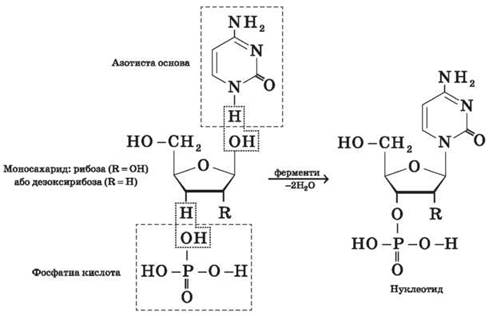 NH₂
Азотиста основа
N
N
O
H
HO—CH₂
OH
O
Моносахарид: рибоза (R = OH)
або дезоксирибоза (R = H)
H
R
OH
HO—P—O—H
O
Фосфатна кислота
ферменти
−2H₂O
NH₂
N
N
O
HO—CH₂
O
O
R
HO—P—O—H
O
Нуклеотид